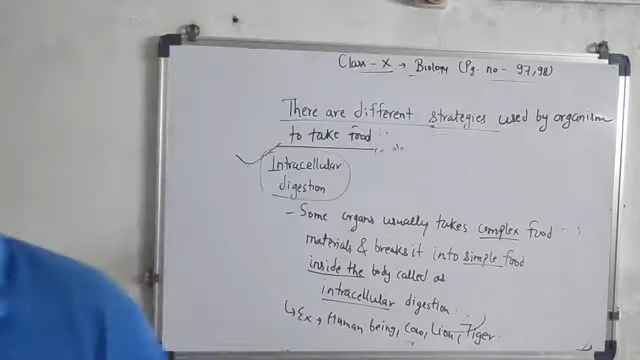 Class - X → Biology (Pg. no - 97,98)
There are different strategies used by organism
to take food :-
Intracellular
digestion
- Some organs usually takes complex food
materials & breaks it into simple food
inside the body called as
intracellular digestion.
↳ Ex → Human being, Cow, Lion, Tiger